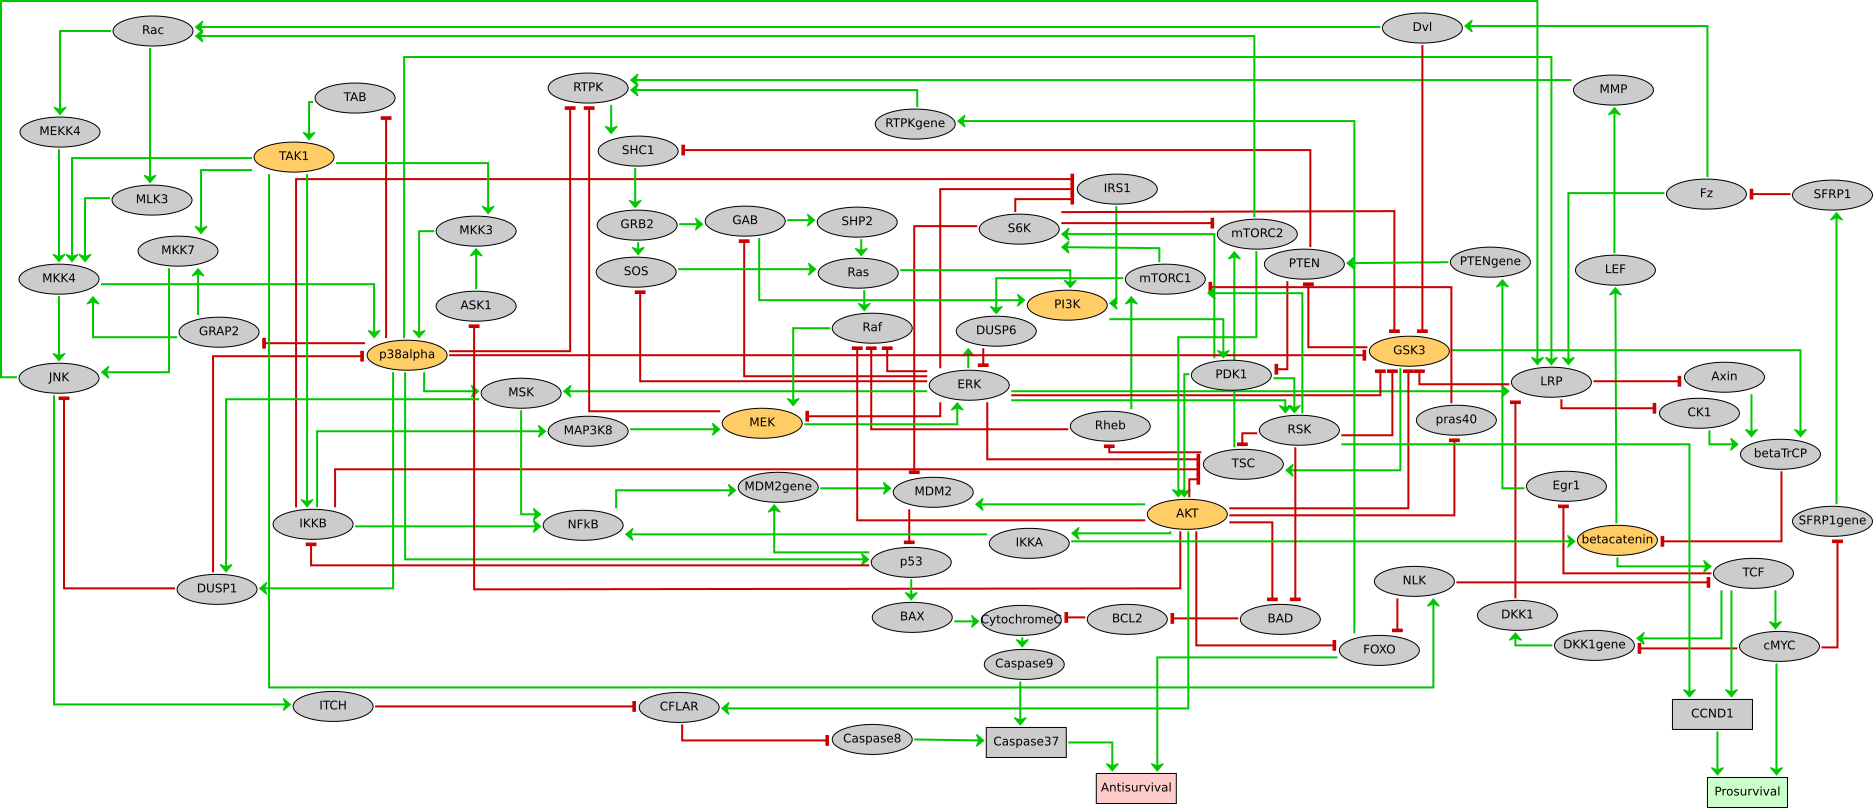 Rac
Dvl
TAB
RTPK
MMP
MEKK4
RTPKgene
TAK1
SHC1
MLK3
IRS1
Fz
SFRP1
MKK3
GRB2
GAB
SHP2
S6K
mTORC2
MKK7
MKK4
SOS
Ras
mTORC1
PTEN
PTENgene
LEF
ASK1
PI3K
GRAP2
Raf
DUSP6
p38alpha
GSK3
JNK
MSK
ERK
PDK1
LRP
Axin
CK1
MAP3K8
MEK
Rheb
RSK
pras40
betaTrCP
TSC
MDM2gene
MDM2
Egr1
IKKB
NFkB
AKT
SFRP1gene
IKKA
betacatenin
p53
DUSP1
NLK
TCF
BAX
CytochromeC
BCL2
BAD
DKK1
FOXO
DKK1gene
cMYC
Caspase9
ITCH
CFLAR
CCND1
Caspase8
Caspase37
Antisurvival
Prosurvival